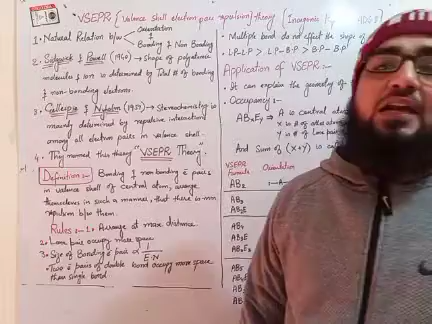 VSEPR (Valence shell electron pair repulsion) theory (Inorganic
1. Natural Relation b/w Orientation
&
Bonding & Non Bonding
2. Sidgwick & Powell (1940) → Shape of polyatomic
molecules & ions is determined by Total # of bonding
& non-bonding electrons.
3. Gillespie & Nyholm (1957) → Stereochemistry is
mainly determined by repulsive interactions
among all electron pairs in valence shell.
4. They named this theory "VSEPR Theory".
Definition:- Bonding & non bonding e pairs
in valence shell of central atom, arrange
themselves in such a manner, that there is min
repulsion b/w them.
Rules:- 1. Arrange at max distance.
2. Lone pairs occupy more space
3. Size of Bonding e pair α 1/E.N
• Two e pairs of double bond occupy more space
than single bond
• Multiple bond do not affect the shape of
• L.P-L.P > L.P-B.P > B.P-B.P
Application of VSEPR:-
• It can explain the geometry of
• Occupancy:-
ABxEy → A is central atom
X is # of other atom
Y is # of Lone pair
And Sum of (X+Y) is
VSEPR Formula Orientation
AB₂ :-A-
AB₃
AB₂E
AB₄
AB₃E
AB₂E₂
AB₅
AB₄E